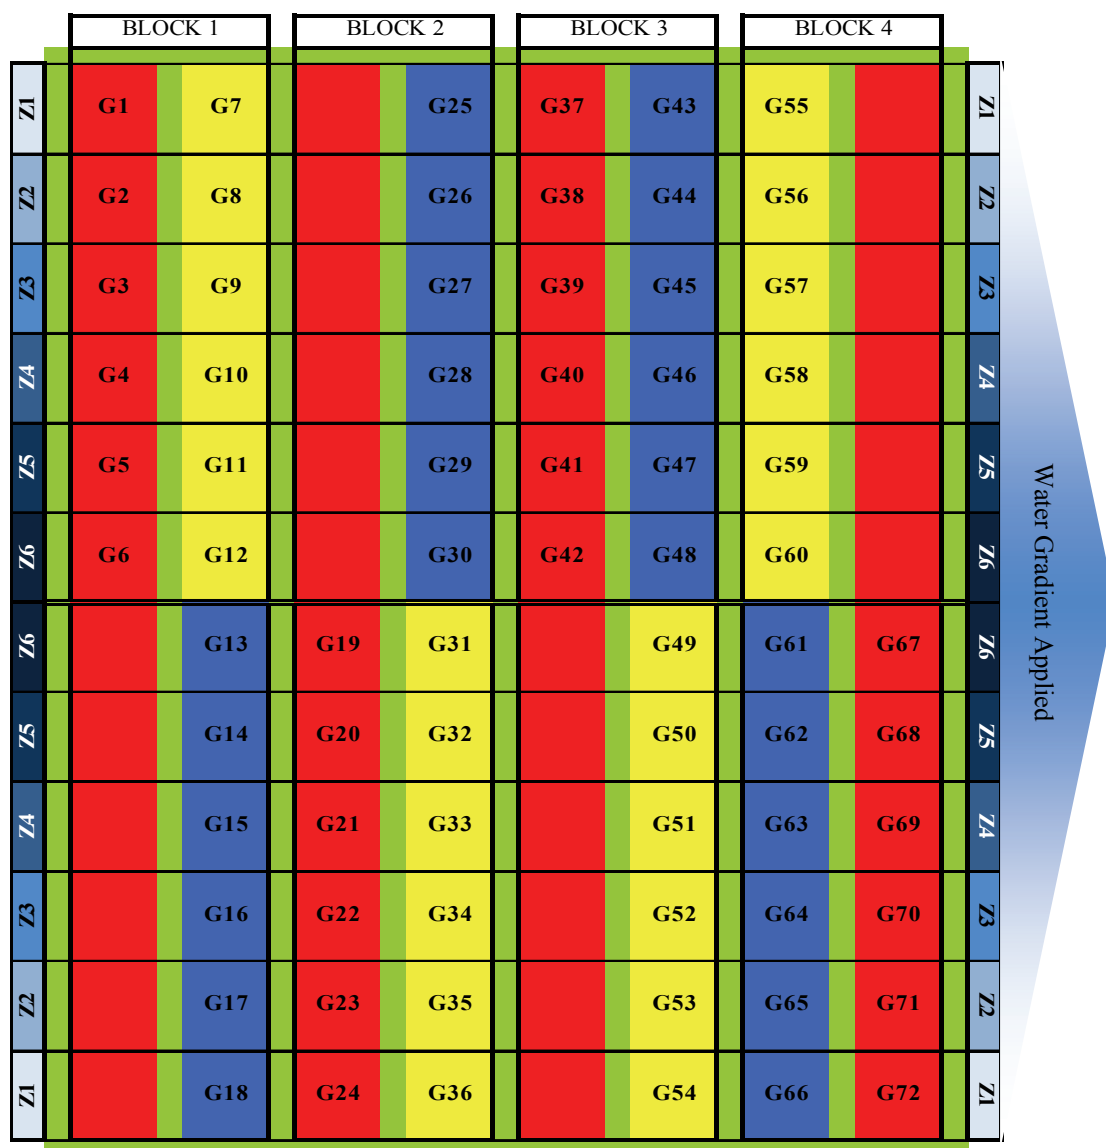 BLOCK 1 BLOCK 2 BLOCK 3 BLOCK 4
Z1 G1 G7 G25 G37 G43 G55 Z1
Z2 G2 G8 G26 G38 G44 G56 Z2
Z3 G3 G9 G27 G39 G45 G57 Z3
Z4 G4 G10 G28 G40 G46 G58 Z4
Z5 G5 G11 G29 G41 G47 G59 Z5
Z6 G6 G12 G30 G42 G48 G60 Z6
Z6 G13 G19 G31 G49 G61 G67 Z6
Z5 G14 G20 G32 G50 G62 G68 Z5
Z4 G15 G21 G33 G51 G63 G69 Z4
Z3 G16 G22 G34 G52 G64 G70 Z3
Z2 G17 G23 G35 G53 G65 G71 Z2
Z1 G18 G24 G36 G54 G66 G72 Z1
Water Gradient Applied